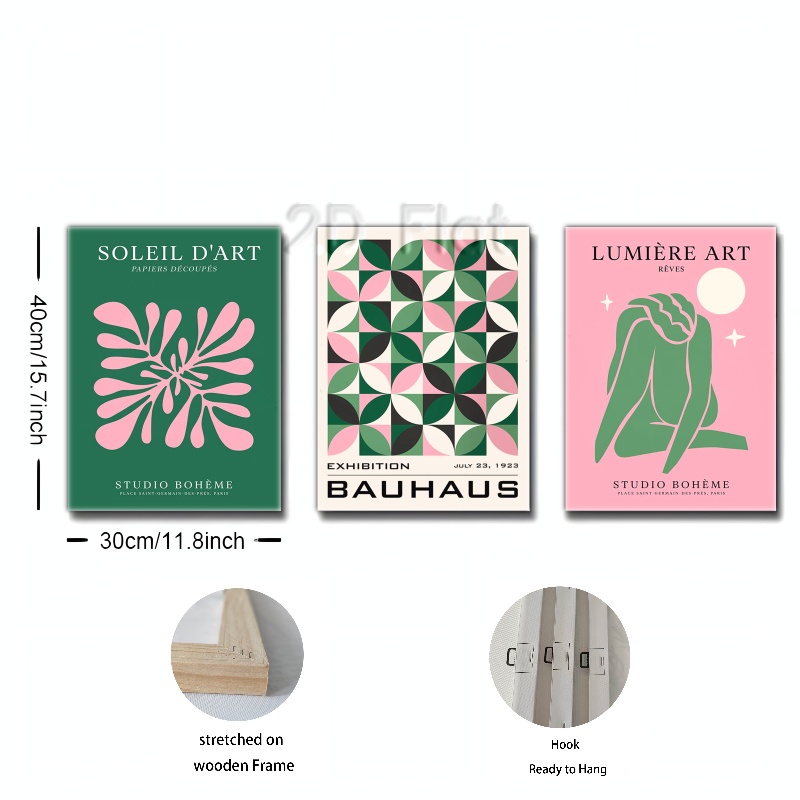 2D Flat
40cm/15.7inch
SOLEIL D'ART
PAPIERS DÉCOUPÉS
STUDIO BOHÈME
PLACE SAINT-GERMAIN-DES-PRÉS, PARIS
30cm/11.8inch
EXHIBITION
JULY 23, 1923
BAUHAUS
LUMIÈRE ART
RÊVES
STUDIO BOHÈME
PLACE SAINT-GERMAIN-DES-PRÉS, PARIS
stretched on
wooden Frame
Hook
Ready to Hang